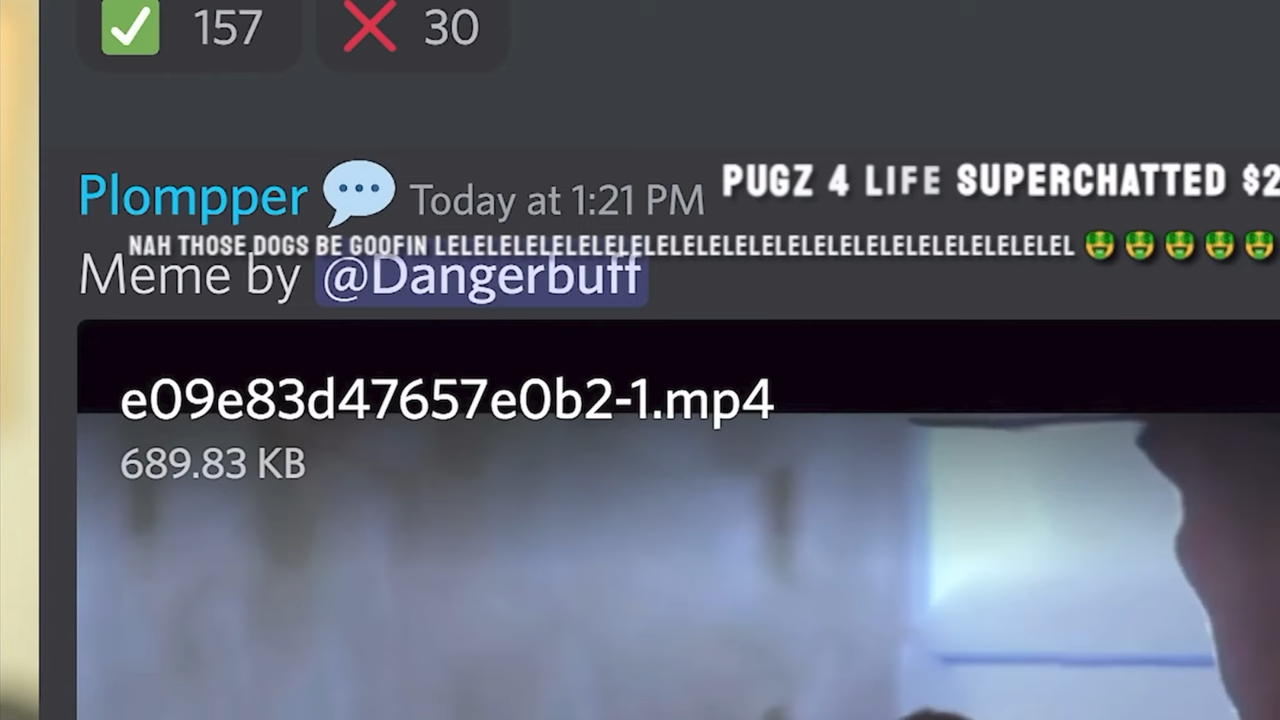 157 30
Plompper Today at 1:21 PM
PUGZ 4 LIFE SUPERCHATTED $2
NAH THOSE DOGS BE GOOFIN LELELELELELELELELELELELELELELELELELELELELELELELELEL
Meme by @Dangerbuff
e09e83d47657e0b2-1.mp4
689.83 KB